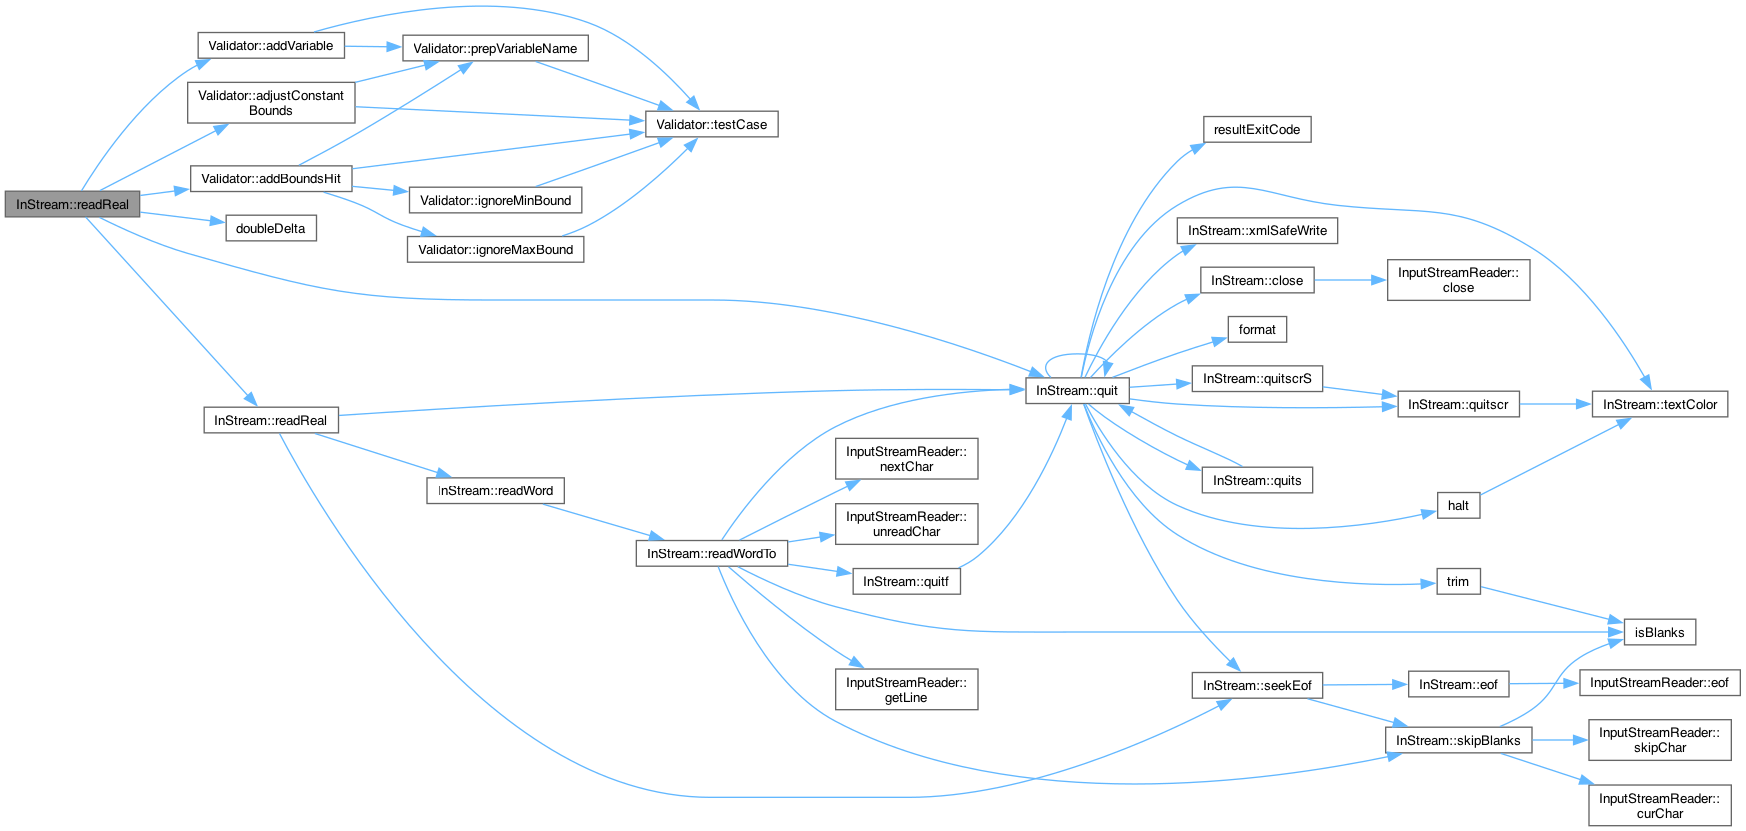 InStream::readReal
Validator::addVariable
Validator::adjustConstant
Bounds
Validator::addBoundsHit
doubleDelta
InStream::readReal
Validator::prepVariableName
Validator::ignoreMinBound
Validator::ignoreMaxBound
InStream::readWord
Validator::testCase
InStream::readWordTo
InputStreamReader::
nextChar
InputStreamReader::
unreadChar
InStream::quitf
InputStreamReader::
getLine
InStream::quit
resultExitCode
InStream::xmlSafeWrite
InStream::close
format
InStream::quitscrS
InStream::quits
InStream::seekEof
InputStreamReader::
close
InStream::quitscr
halt
trim
InStream::eof
InStream::skipBlanks
InStream::textColor
isBlanks
InputStreamReader::eof
InputStreamReader::
skipChar
InputStreamReader::
curChar